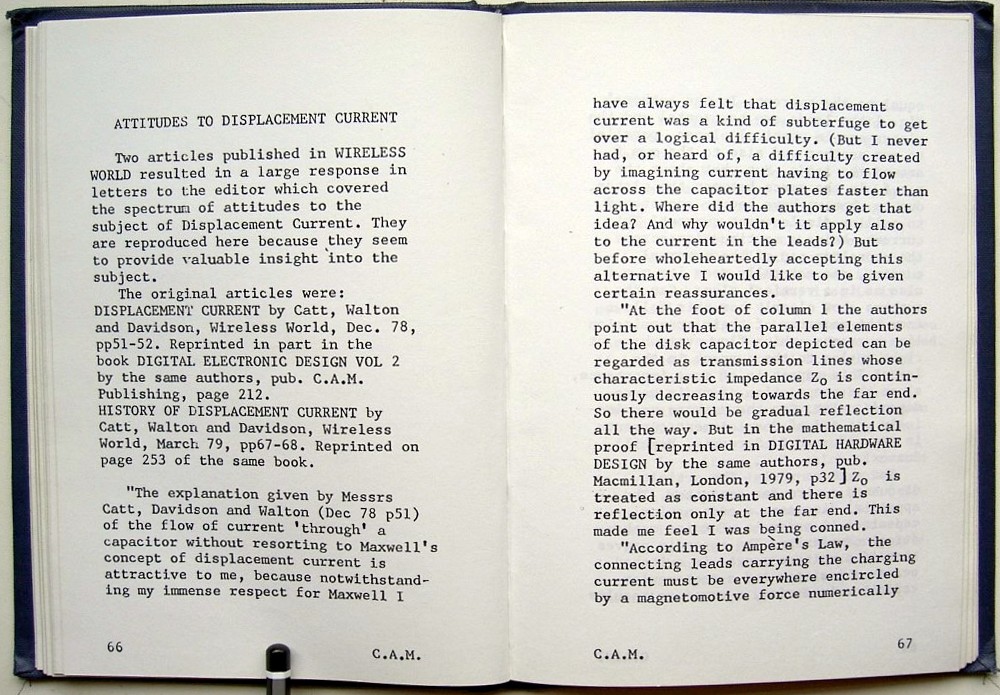 ATTITUDES TO DISPLACEMENT CURRENT
Two articles published in WIRELESS
WORLD resulted in a large response in
letters to the editor which covered
the spectrum of attitudes to the
subject of Displacement Current. They
are reproduced here because they seem
to provide valuable insight into the
subject.
The original articles were:
DISPLACEMENT CURRENT by Catt, Walton
and Davidson, Wireless World, Dec. 78,
pp51-52. Reprinted in part in the
book DIGITAL ELECTRONIC DESIGN VOL 2
by the same authors, pub. C.A.M.
Publishing, page 212.
HISTORY OF DISPLACEMENT CURRENT by
Catt, Walton and Davidson, Wireless
World, March 79, pp67-68. Reprinted on
page 253 of the same book.
"The explanation given by Messrs
Catt, Davidson and Walton (Dec 78 p51)
of the flow of current 'through' a
capacitor without resorting to Maxwell's
concept of displacement current is
attractive to me, because notwithstand-
ing my immense respect for Maxwell I
66
C.A.M.
have always felt that displacement
current was a kind of subterfuge to get
over a logical difficulty. (But I never
had, or heard of, a difficulty created
by imagining current having to flow
across the capacitor plates faster than
light. Where did the authors get that
idea? And why wouldn't it apply also
to the current in the leads?) But
before wholeheartedly accepting this
alternative I would like to be given
certain reassurances.
"At the foot of column 1 the authors
point out that the parallel elements
of the disk capacitor depicted can be
regarded as transmission lines whose
characteristic impedance Zo is contin-
uously decreasing towards the far end.
So there would be gradual reflection
all the way. But in the mathematical
proof [reprinted in DIGITAL HARDWARE
DESIGN by the same authors, pub.
Macmillan, London, 1979, p32] Zo is
treated as constant and there is
reflection only at the far end. This
made me feel I was being conned.
"According to Ampère's Law, the
connecting leads carrying the charging
current must be everywhere encircled
by a magnetomotive force numerically
C.A.M.
67